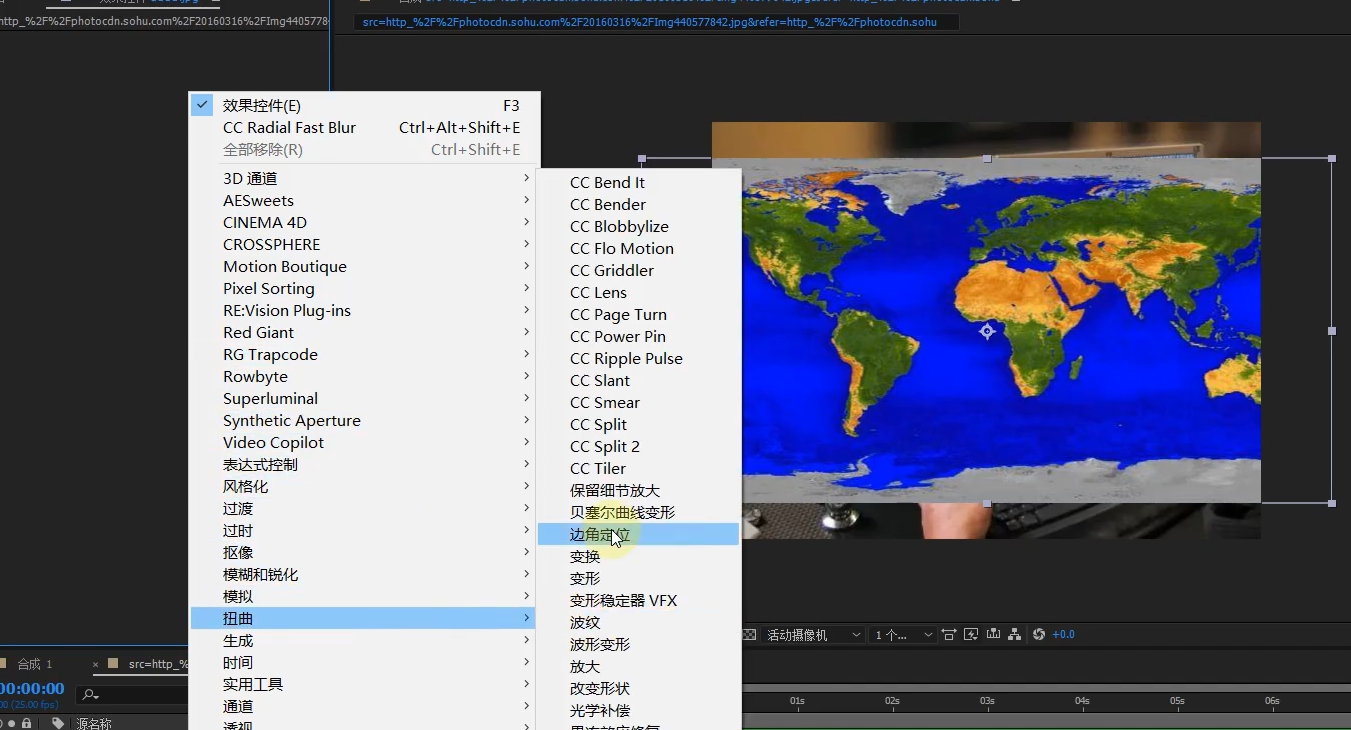 src=http_%2F%2Fphotocdn.sohu.com%2F20160316%2FImg440577842.jpg&refer=http_%2F%2Fphotocdn.sohu
http_%2F%2Fphotocdn.sohu.com%2F20160316%2FImg4405778
效果控件(E) F3
CC Radial Fast Blur Ctrl+Alt+Shift+E
全部移除(R) Ctrl+Shift+E
3D 通道
AESweets
CINEMA 4D
CROSSPHERE
Motion Boutique
Pixel Sorting
RE:Vision Plug-ins
Red Giant
RG Trapcode
Rowbyte
Superluminal
Synthetic Aperture
Video Copilot
表达式控制
风格化
过渡
过时
抠像
模糊和锐化
模拟
扭曲
生成
时间
实用工具
通道
透视
CC Bend It
CC Bender
CC Blobbylize
CC Flo Motion
CC Griddler
CC Lens
CC Page Turn
CC Power Pin
CC Ripple Pulse
CC Slant
CC Smear
CC Split
CC Split 2
CC Tiler
保留细节放大
贝塞尔曲线变形
边角定位
变换
变形
变形稳定器 VFX
波纹
波形变形
放大
改变形状
光学补偿
活动摄像机 1 个... +0.0
合成 1 × src=http_%
00:00:00
00 (25.00 fps)
源名称
01s 02s 03s 04s 05s 06s